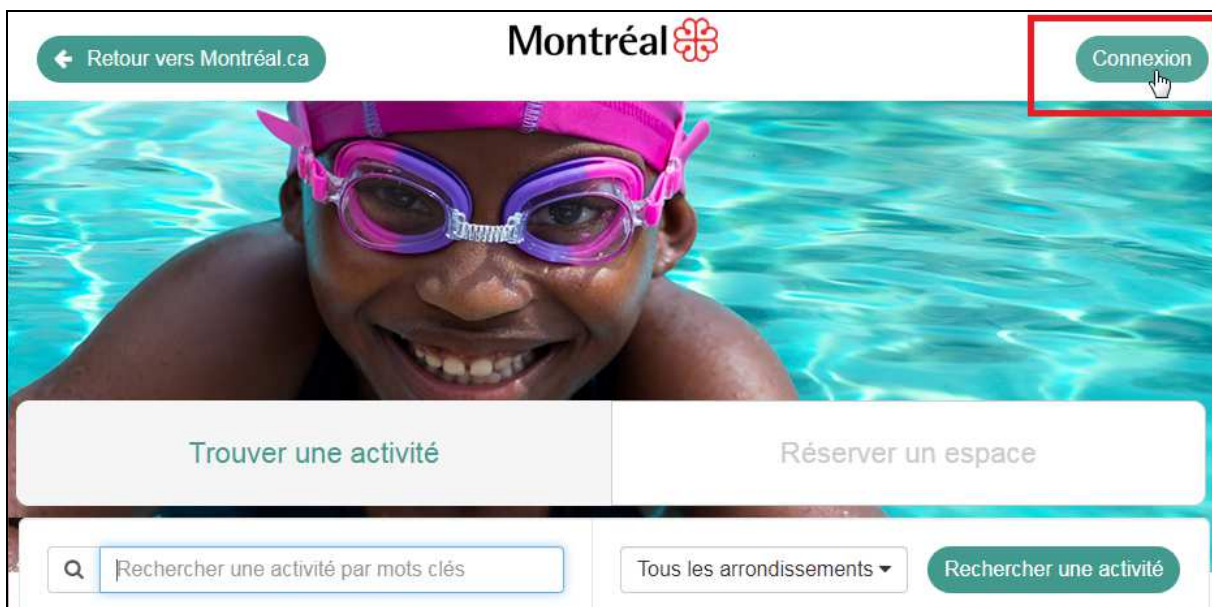 Retour vers Montréal.ca
Montréal
Connexion
Trouver une activité
Réserver un espace
Rechercher une activité par mots clés
Tous les arrondissements
Rechercher une activité